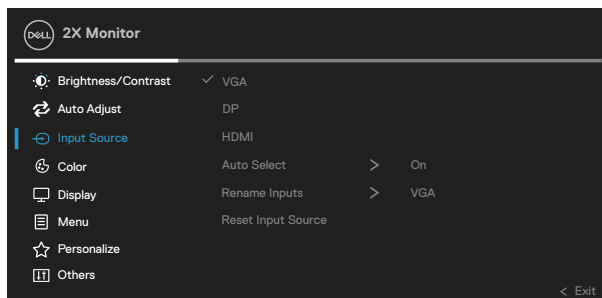 DELL 2X Monitor
Brightness/Contrast VGA
Auto Adjust DP
Input Source HDMI
Color Auto Select > On
Display Rename Inputs > VGA
Menu Reset Input Source
Personalize
Others
< Exit